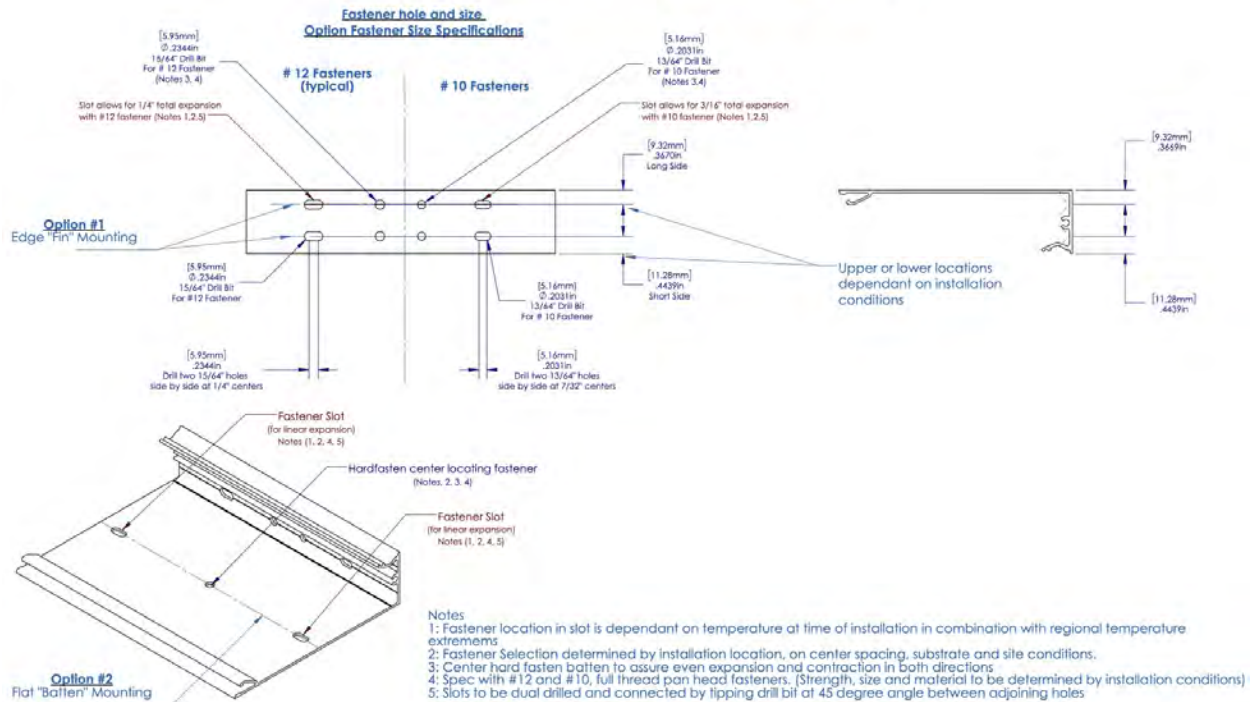 Fastener hole and size
Option Fastener Size Specifications
[5.95mm]
Ø.2344in
15/64" Drill Bit
For # 12 Fastener
(Notes 3, 4)
# 12 Fasteners
(typical)
# 10 Fasteners
[5.16mm]
Ø.2031in
13/64" Drill Bit
For # 10 Fastener
(Notes 3,4)
Slot allows for 1/4" total expansion
with #12 fastener (Notes 1,2,5)
Slot allows for 3/16" total expansion
with #10 fastener (Notes 1,2,5)
[9.32mm]
.3670in
Long Side
[9.32mm]
.3669in
Option #1
Edge "Fin" Mounting
[5.95mm]
Ø.2344in
15/64" Drill Bit
For #12 Fastener
[5.16mm]
Ø.2031in
13/64" Drill Bit
For # 10 Fastener
[11.28mm]
.4439in
Short Side
Upper or lower locations
dependant on installation
conditions
[11.28mm]
.4439in
[5.95mm]
.2344in
Drill two 15/64" holes
side by side at 1/4" centers
[5.16mm]
.2031in
Drill two 13/64" holes
side by side at 7/32" centers
Fastener Slot
(for linear expansion)
Notes (1, 2, 4, 5)
Hardfasten center locating fastener
(Notes, 2, 3, 4)
Fastener Slot
(for linear expansion)
Notes (1, 2, 4, 5)
Option #2
Flat "Batten" Mounting
Notes
1: Fastener location in slot is dependant on temperature at time of installation in combination with regional temperature
extremems
2: Fastener Selection determined by installation location, on center spacing, substrate and site conditions.
3: Center hard fasten batten to assure even expansion and contraction in both directions
4: Spec with #12 and #10, full thread pan head fasteners. (Strength, size and material to be determined by installation conditions)
5: Slots to be dual drilled and connected by tipping drill bit at 45 degree angle between adjoining holes